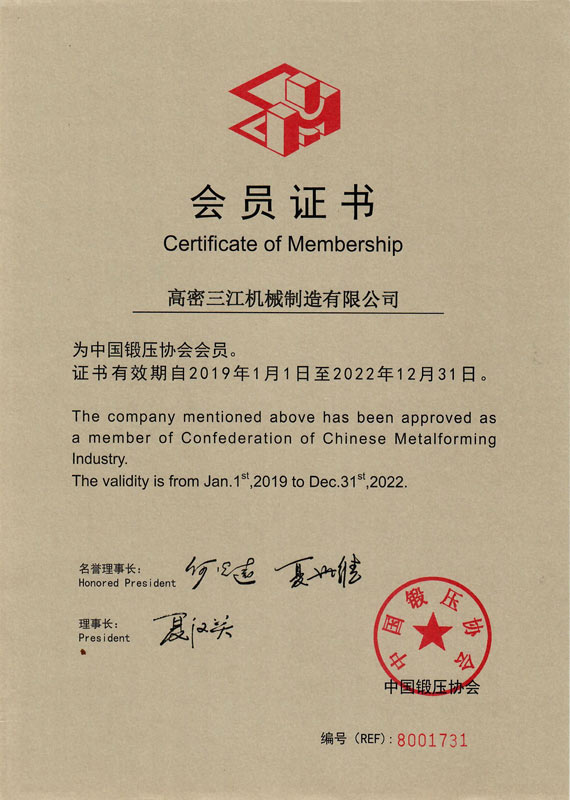 会员证书
Certificate of Membership
高密三江机械制造有限公司
为中国锻压协会会员。
证书有效期自2019年1月1日至2022年12月31日。
The company mentioned above has been approved as
a member of Confederation of Chinese Metalforming
Industry.
The validity is from Jan.1st,2019 to Dec.31st,2022.
名誉理事长:
Honored President
理事长:
President
中国锻压协会
中国锻压协会
编号 (REF): 8001731